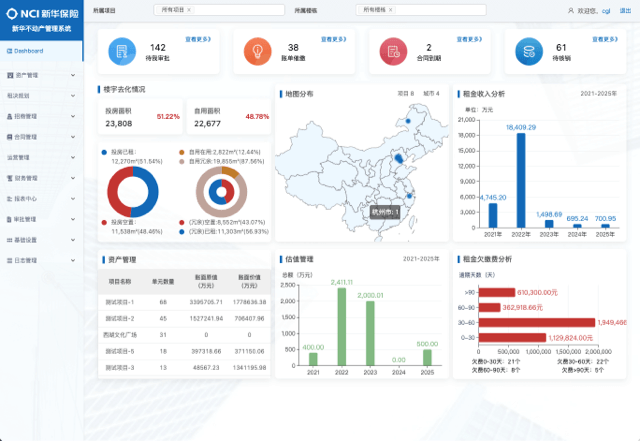 NCI 新华保险
新华不动产管理系统
所属项目
所有项目
所属楼栋
所有楼栋
欢迎您、cgl
退出
Dashboard
资产管理
租决规划
招商管理
合同管理
运营管理
财务管理
报表中心
审批管理
基础设置
日志管理
142
待我审批
查看更多》
38
账单催缴
查看更多》
2
合同到期
查看更多》
61
待核销
查看更多》
楼宇去化情况
投房面积
51.22%
23,808
自用面积
48.78%
22,677
投房已租:
12,270m²(51.54%)
自用在用:2,822m²(12.44%)
自用冗余:19,855m²(87.56%)
投房空置:
11,538m²(48.46%)
(冗余)空置:8,552m²(43.07%)
(冗余)已租:11,303m²(56.93%)
地图分布
项目 8 城市 4
杭州市: 1
租金收入分析
2021-2025年
单位: 万元
21,000
18,000
15,000
12,000
9,000
6,000
3,000
0
4,745.20
18,409.29
1,498.69
695.24
700.95
2021年
2022年
2023年
2024年
2025年
资产管理
项目名称
单元数量
账面原值
(万元)
账面价值
(万元)
测试项目-1
68
3395705.71
1778636.38
测试项目-2
45
1527241.94
706407.96
西湖文化广场
31
0
0
测试项目-5
18
397318.66
371150.06
测试项目-3
13
48567.23
1341195.98
估值管理
2021-2025年
总额 (万元)
2,500
2,000
1,500
1,000
500
0
400.00
2,411.11
2,000.01
0.00
500.00
2021
2022
2023
2024
2025
租金欠缴费分析
逾期天数 (天)
>90
60~90
30~60
0~30
610,300.00元
362,918.66元
1,949,466
1,129,824.00元
0
500,000
1,000,000
1,500,000
2,000,000
欠费0-30天: 21个
欠费30-60天: 22个
欠费60-90天: 8个
欠费>90天: 5个